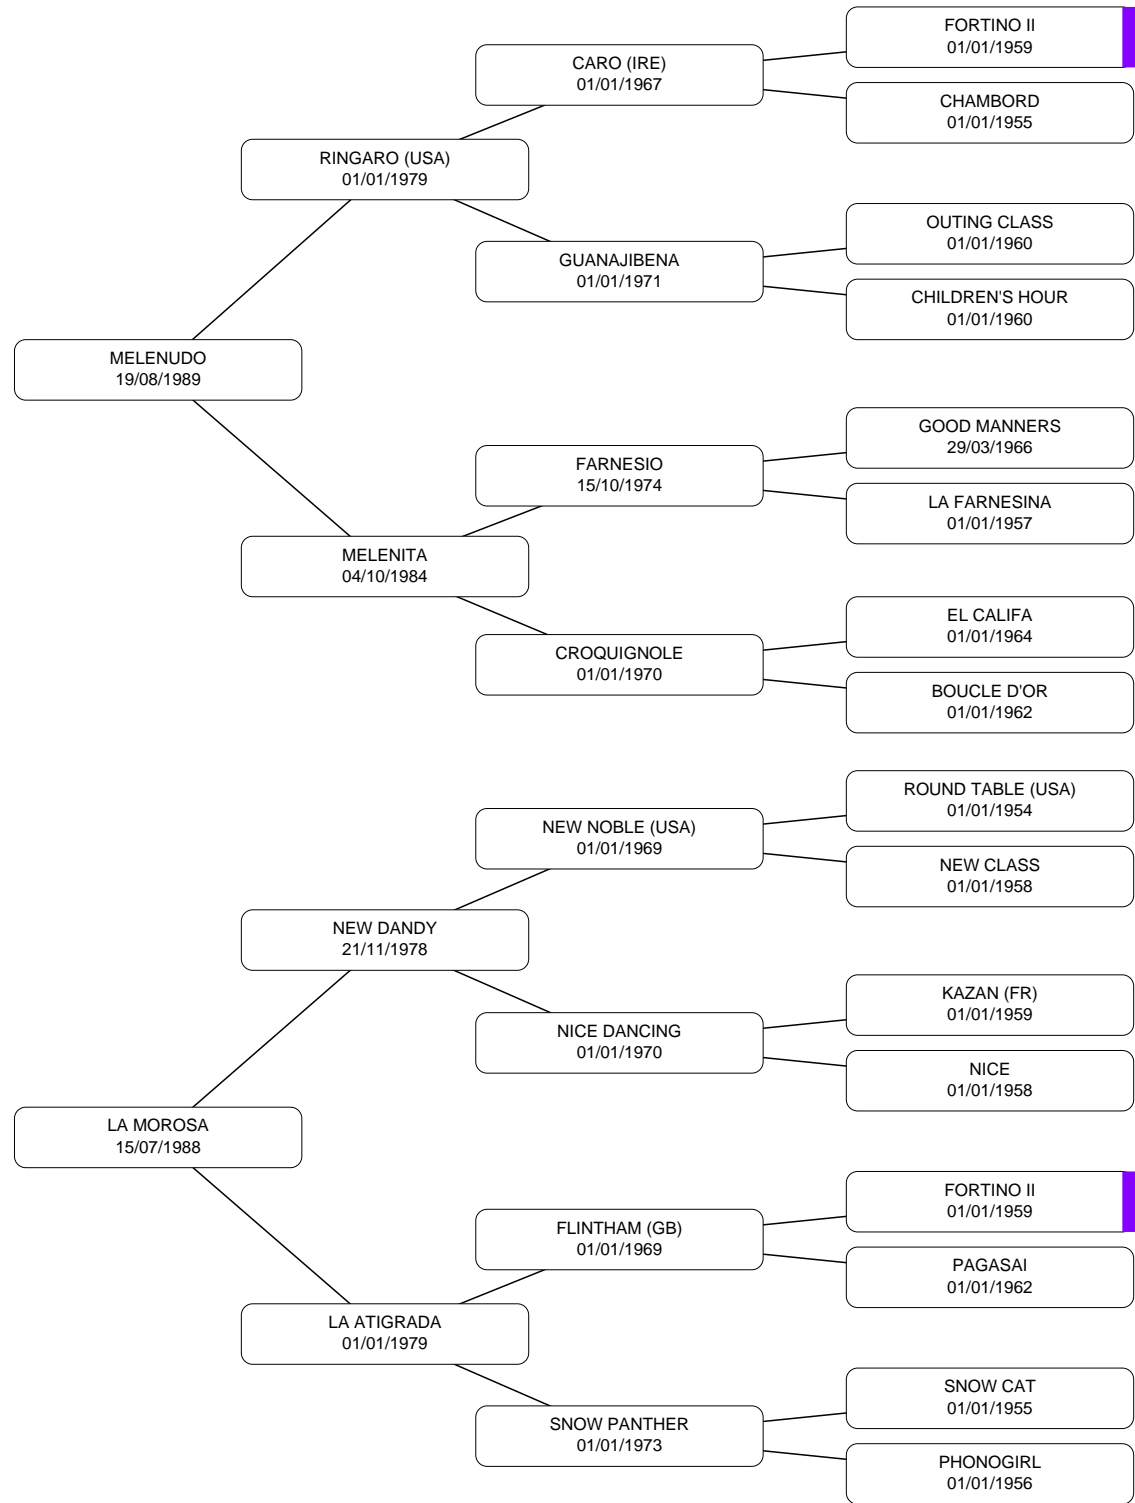 FORTINO II
01/01/1959
CARO (IRE)
01/01/1967
CHAMBORD
01/01/1955
RINGARO (USA)
01/01/1979
OUTING CLASS
01/01/1960
GUANAJIBENA
01/01/1971
CHILDREN'S HOUR
01/01/1960
MELENUDO
19/08/1989
GOOD MANNERS
29/03/1966
FARNESIO
15/10/1974
LA FARNESINA
01/01/1957
MELENITA
04/10/1984
EL CALIFA
01/01/1964
CROQUIGNOLE
01/01/1970
BOUCLE D'OR
01/01/1962
ROUND TABLE (USA)
01/01/1954
NEW NOBLE (USA)
01/01/1969
NEW CLASS
01/01/1958
NEW DANDY
21/11/1978
KAZAN (FR)
01/01/1959
NICE DANCING
01/01/1970
NICE
01/01/1958
LA MOROSA
15/07/1988
FORTINO II
01/01/1959
FLINTHAM (GB)
01/01/1969
PAGASAI
01/01/1962
LA ATIGRADA
01/01/1979
SNOW CAT
01/01/1955
SNOW PANTHER
01/01/1973
PHONOGIRL
01/01/1956